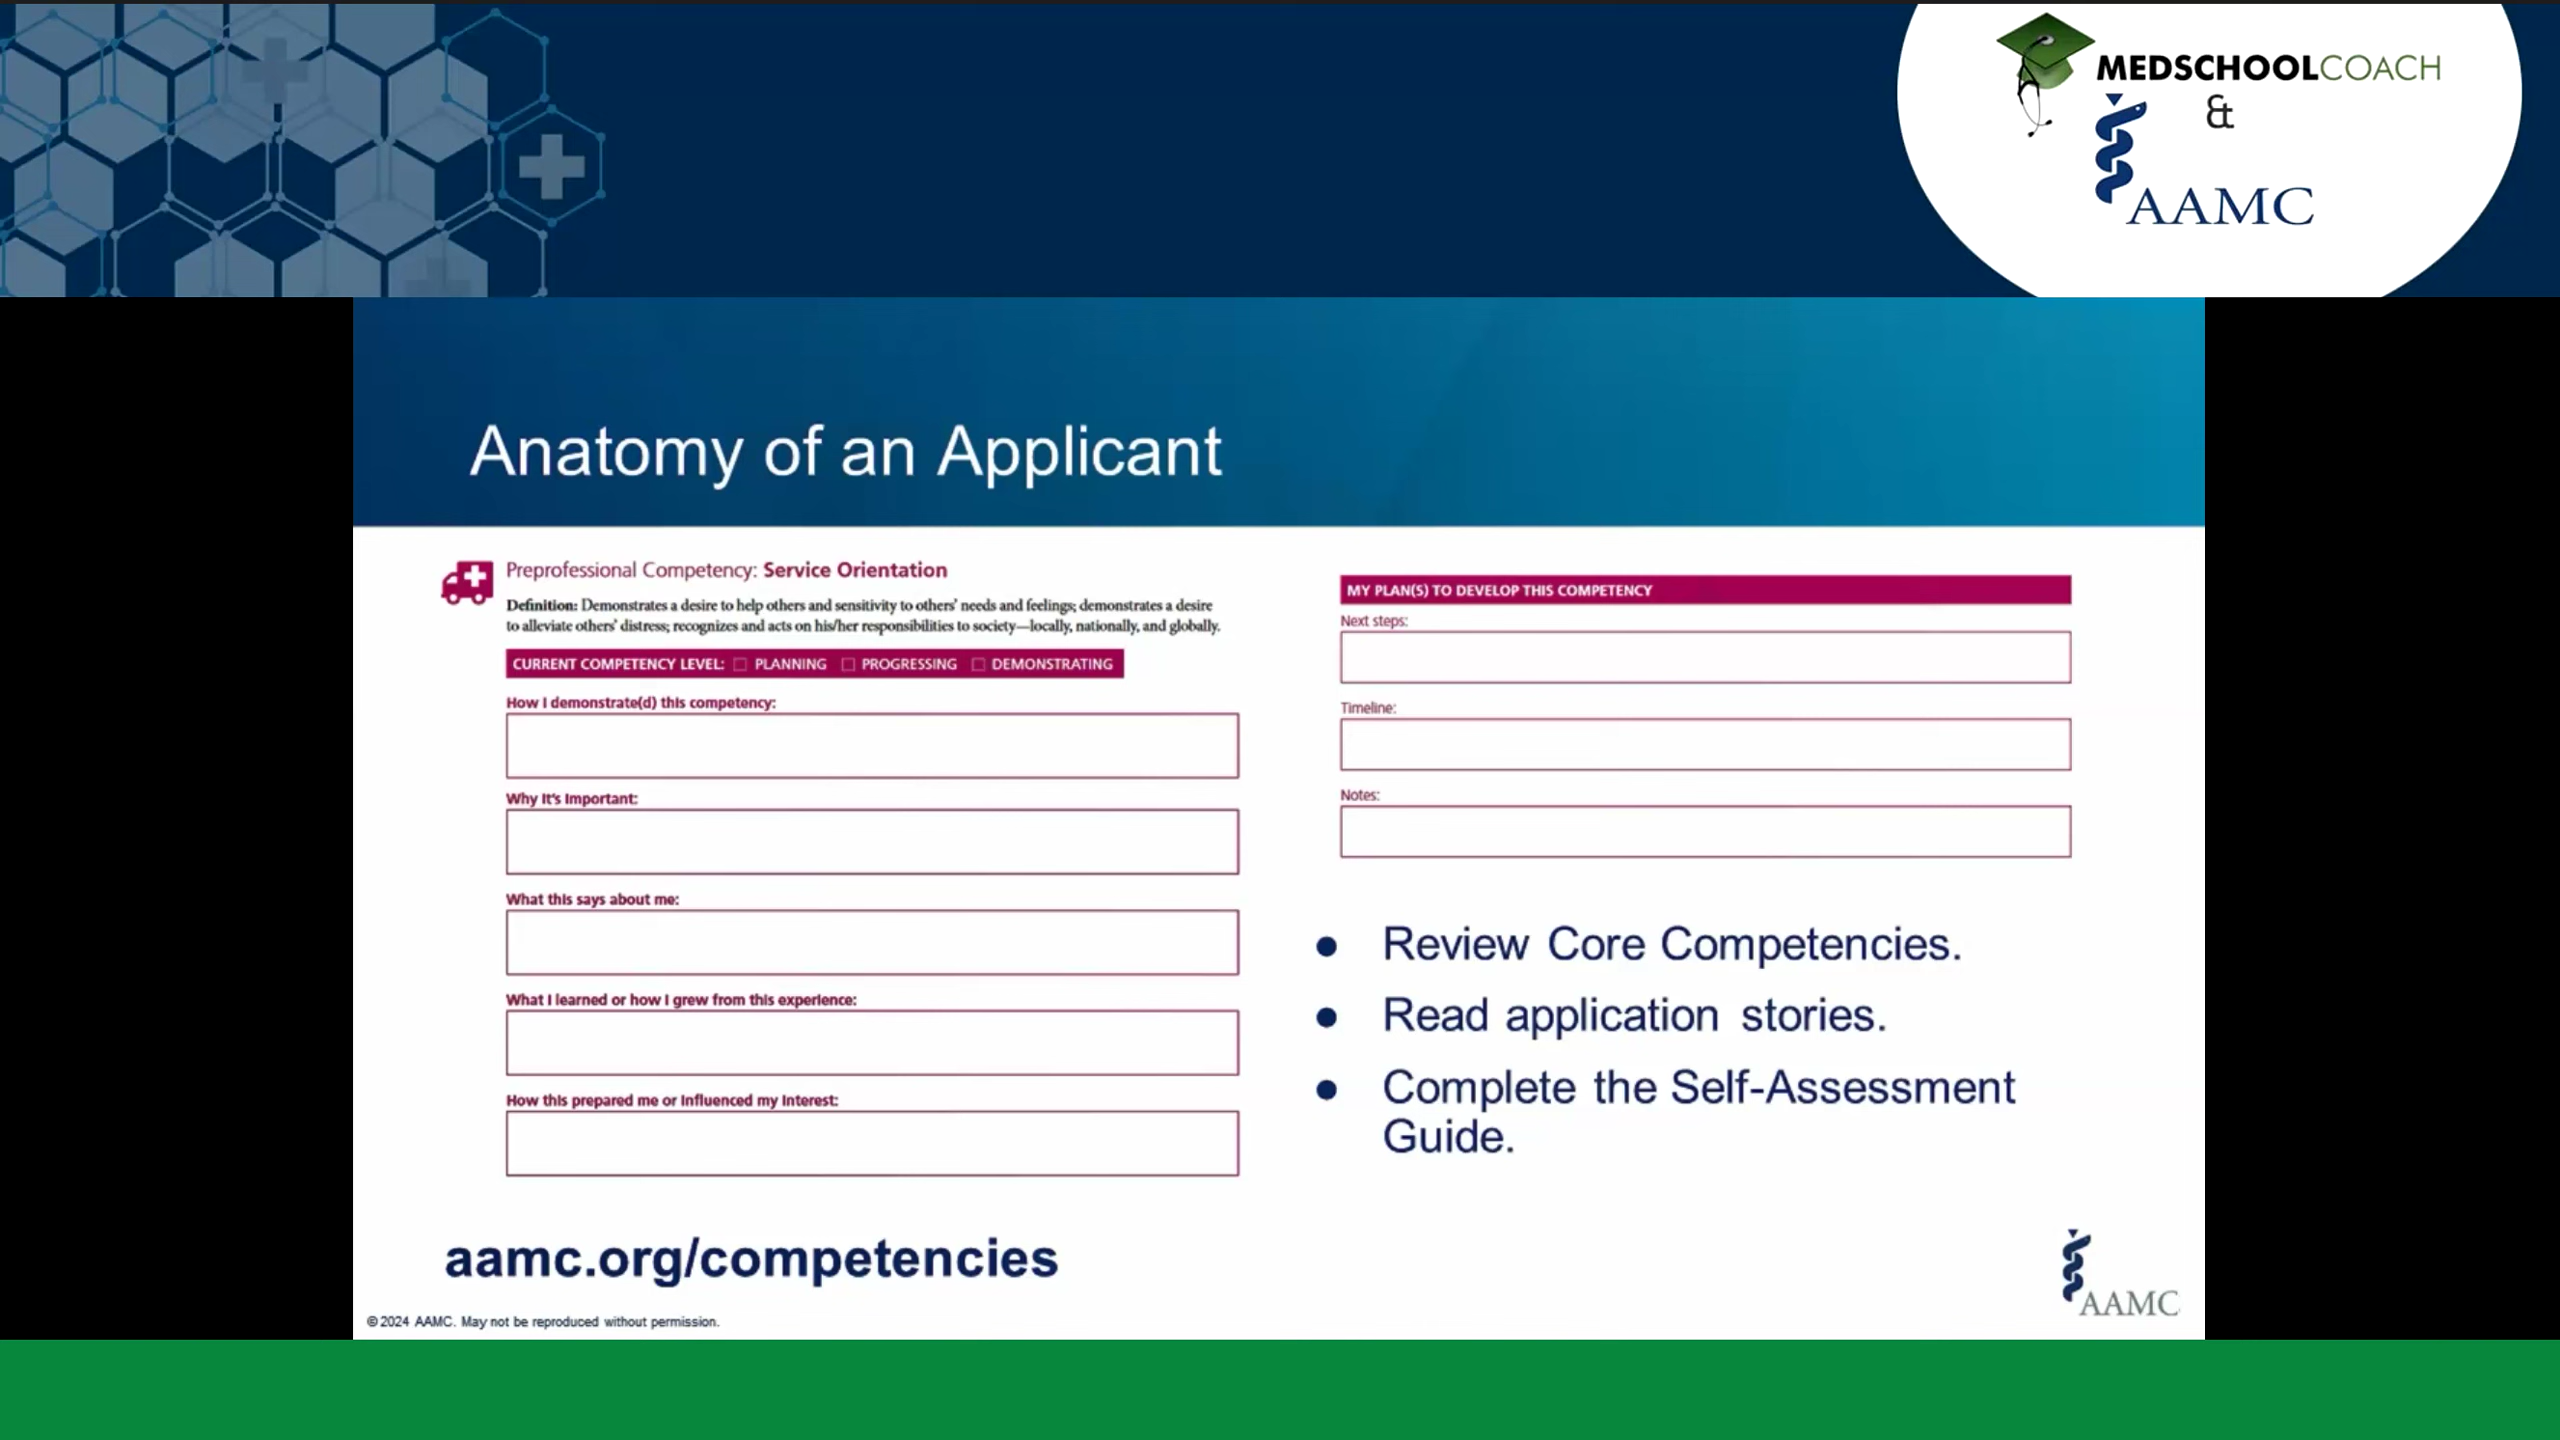 MEDSCHOOLCOACH
&
AAMC
Anatomy of an Applicant
Preprofessional Competency: Service Orientation
Definition: Demonstrates a desire to help others and sensitivity to others' needs and feelings; demonstrates a desire
to alleviate others' distress; recognizes and acts on his/her responsibilities to society—locally, nationally, and globally.
CURRENT COMPETENCY LEVEL: □ PLANNING □ PROGRESSING □ DEMONSTRATING
How I demonstrate(d) this competency:
Why It's Important:
What this says about me:
What I learned or how I grew from this experience:
How this prepared me or Influenced my Interest:
MY PLAN(S) TO DEVELOP THIS COMPETENCY
Next steps:
Timeline:
Notes:
● Review Core Competencies.
● Read application stories.
● Complete the Self-Assessment
Guide.
aamc.org/competencies
AAMC
© 2024 AAMC. May not be reproduced without permission.